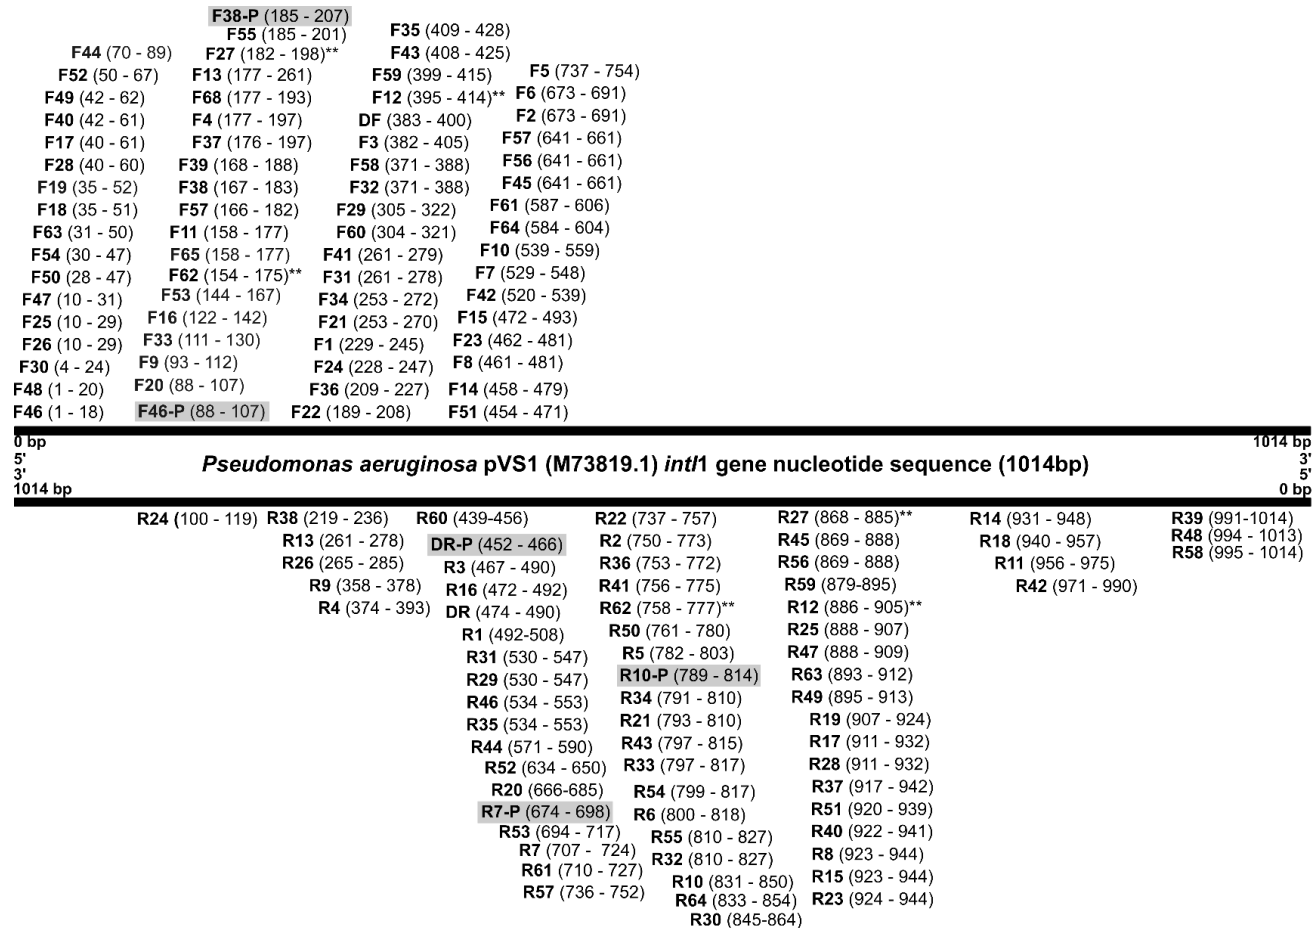 F38-P (185 - 207)
F55 (185 - 201)
F44 (70 - 89)
F27 (182 - 198)**
F52 (50 - 67)
F13 (177 - 261)
F49 (42 - 62)
F68 (177 - 193)
F40 (42 - 61)
F4 (177 - 197)
F17 (40 - 61)
F37 (176 - 197)
F28 (40 - 60)
F39 (168 - 188)
F19 (35 - 52)
F38 (167 - 183)
F18 (35 - 51)
F57 (166 - 182)
F63 (31 - 50)
F11 (158 - 177)
F54 (30 - 47)
F65 (158 - 177)
F50 (28 - 47)
F62 (154 - 175)**
F47 (10 - 31)
F53 (144 - 167)
F25 (10 - 29)
F16 (122 - 142)
F26 (10 - 29)
F33 (111 - 130)
F30 (4 - 24)
F9 (93 - 112)
F48 (1 - 20)
F20 (88 - 107)
F46 (1 - 18)
F46-P (88 - 107)
F35 (409 - 428)
F43 (408 - 425)
F59 (399 - 415)
F12 (395 - 414)**
DF (383 - 400)
F3 (382 - 405)
F58 (371 - 388)
F32 (371 - 388)
F29 (305 - 322)
F60 (304 - 321)
F41 (261 - 279)
F31 (261 - 278)
F34 (253 - 272)
F21 (253 - 270)
F1 (229 - 245)
F24 (228 - 247)
F36 (209 - 227)
F22 (189 - 208)
F5 (737 - 754)
F6 (673 - 691)
F2 (673 - 691)
F57 (641 - 661)
F56 (641 - 661)
F45 (641 - 661)
F61 (587 - 606)
F64 (584 - 604)
F10 (539 - 559)
F7 (529 - 548)
F42 (520 - 539)
F15 (472 - 493)
F23 (462 - 481)
F8 (461 - 481)
F14 (458 - 479)
F51 (454 - 471)
0 bp
1014 bp
5'
3'
Pseudomonas aeruginosa pVS1 (M73819.1) intI1 gene nucleotide sequence (1014bp)
3'
5'
1014 bp
0 bp
R24 (100 - 119)
R38 (219 - 236)
R13 (261 - 278)
R26 (265 - 285)
R9 (358 - 378)
R4 (374 - 393)
R60 (439-456)
DR-P (452 - 466)
R3 (467 - 490)
R16 (472 - 492)
DR (474 - 490)
R1 (492-508)
R31 (530 - 547)
R29 (530 - 547)
R46 (534 - 553)
R35 (534 - 553)
R44 (571 - 590)
R52 (634 - 650)
R20 (666-685)
R7-P (674 - 698)
R53 (694 - 717)
R7 (707 - 724)
R61 (710 - 727)
R57 (736 - 752)
R22 (737 - 757)
R2 (750 - 773)
R36 (753 - 772)
R41 (756 - 775)
R62 (758 - 777)**
R50 (761 - 780)
R5 (782 - 803)
R10-P (789 - 814)
R34 (791 - 810)
R21 (793 - 810)
R43 (797 - 815)
R33 (797 - 817)
R54 (799 - 817)
R6 (800 - 818)
R55 (810 - 827)
R32 (810 - 827)
R10 (831 - 850)
R64 (833 - 854)
R30 (845-864)
R27 (868 - 885)**
R45 (869 - 888)
R56 (869 - 888)
R59 (879-895)
R12 (886 - 905)**
R25 (888 - 907)
R47 (888 - 909)
R63 (893 - 912)
R49 (895 - 913)
R19 (907 - 924)
R17 (911 - 932)
R28 (911 - 932)
R37 (917 - 942)
R51 (920 - 939)
R40 (922 - 941)
R8 (923 - 944)
R15 (923 - 944)
R23 (924 - 944)
R14 (931 - 948)
R18 (940 - 957)
R11 (956 - 975)
R42 (971 - 990)
R39 (991-1014)
R48 (994 - 1013)
R58 (995 - 1014)